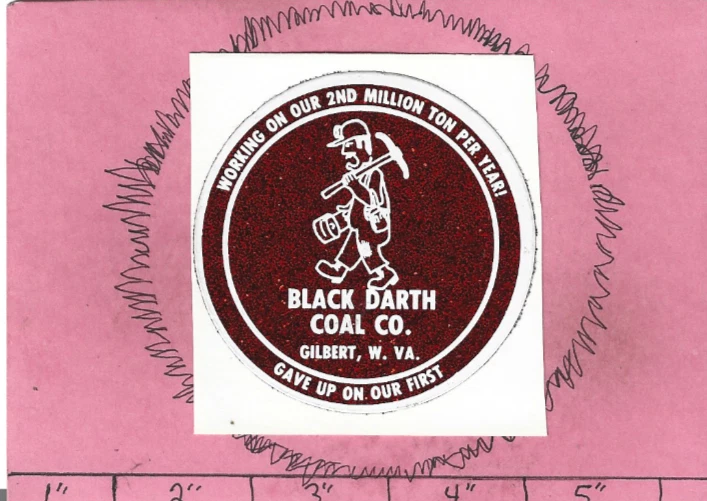 WORKING ON OUR 2ND MILLION TON PER YEAR!
BLACK DARTH
COAL CO.
GILBERT, W. VA.
GAVE UP ON OUR FIRST
1" 2" 3" 4" 5"